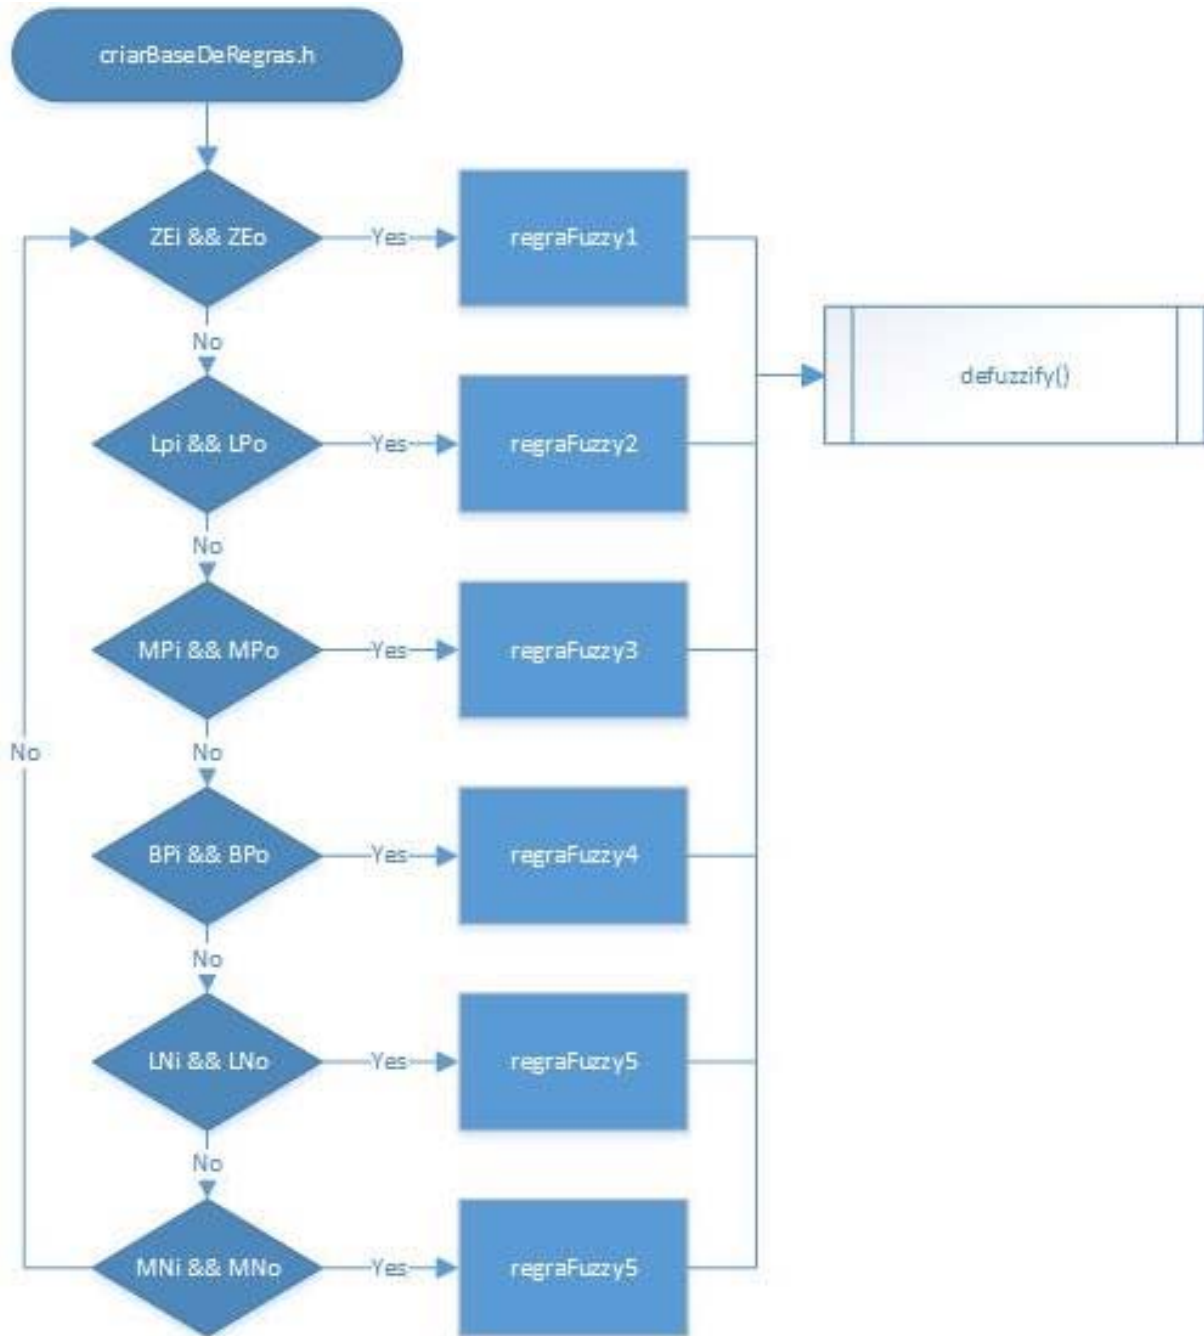 criarBaseDeRegras.h
ZEi && ZEo
Yes
regraFuzzy1
defuzzify()
No
Lpi && LPo
Yes
regraFuzzy2
No
MPi && MPo
Yes
regraFuzzy3
No
No
BPi && BPo
Yes
regraFuzzy4
No
LNi && LNo
Yes
regraFuzzy5
No
MNi && MNo
Yes
regraFuzzy5